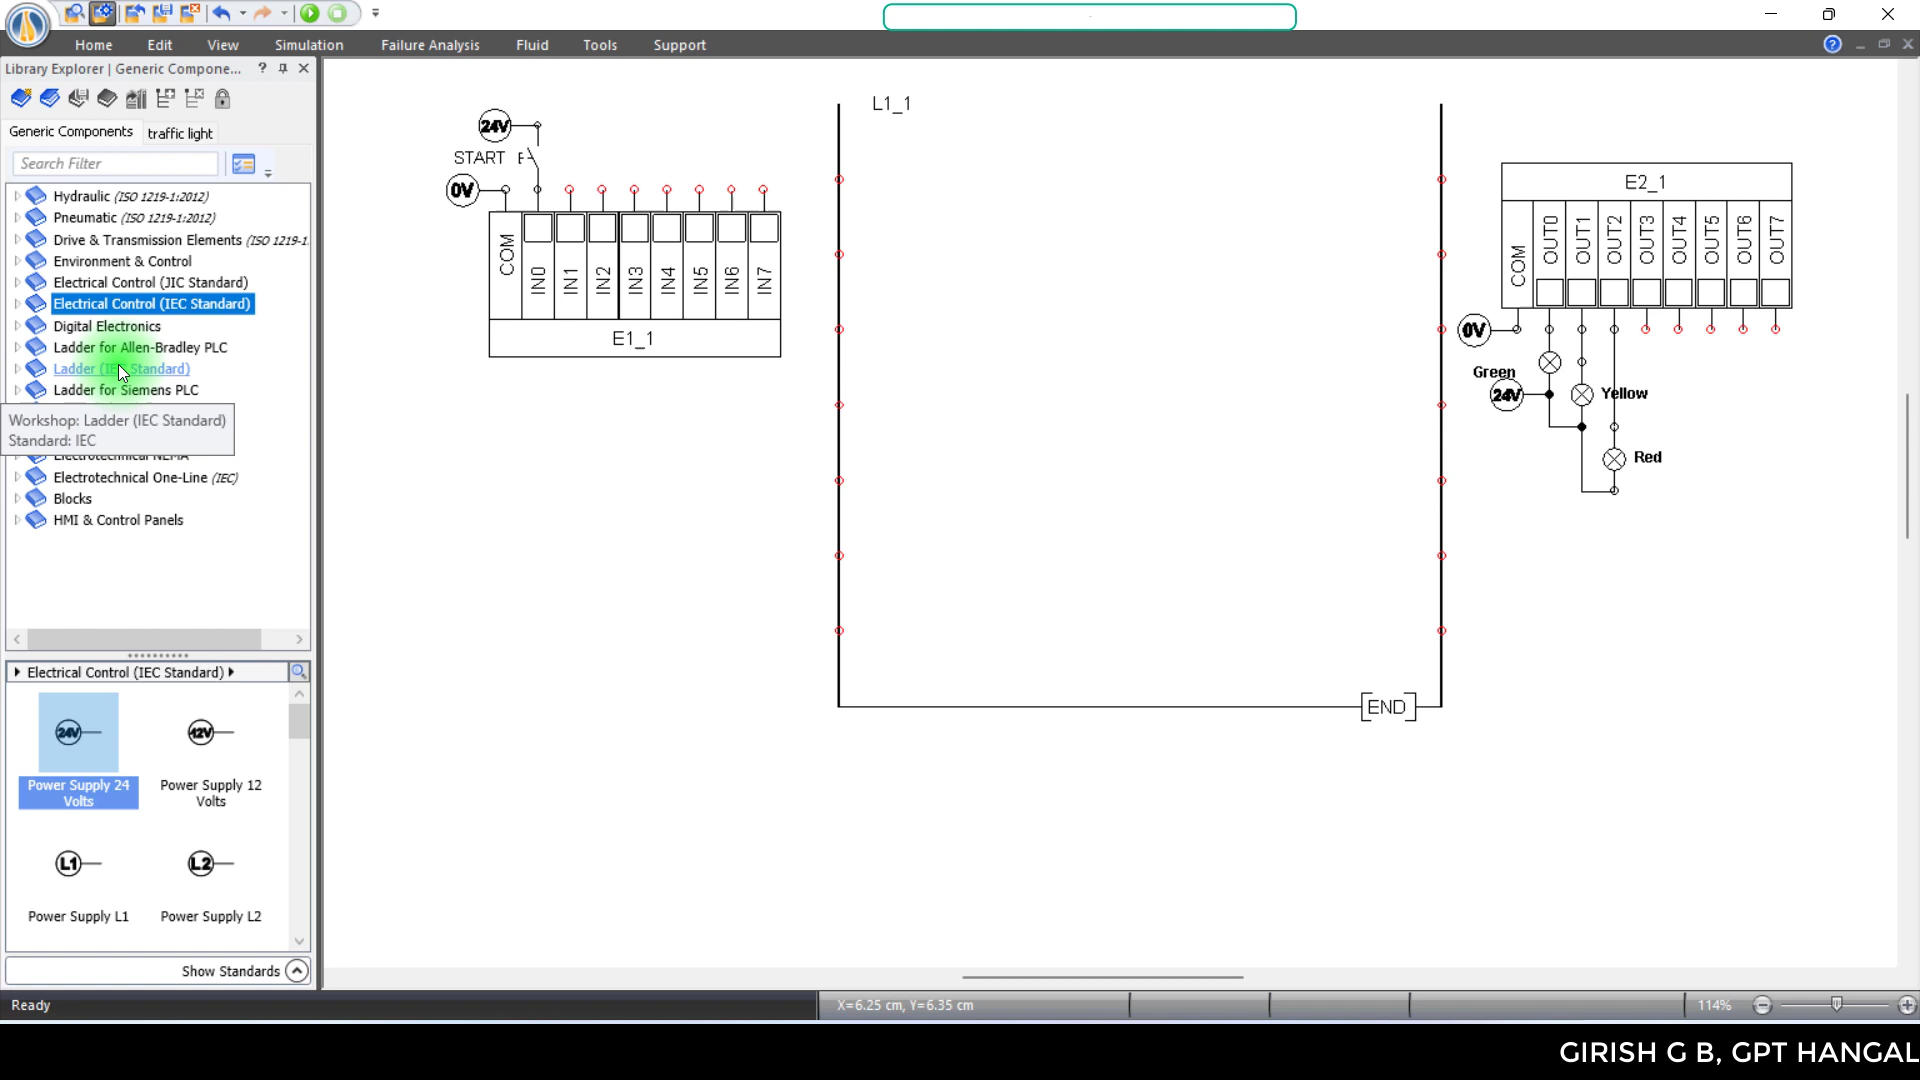 Home Edit View Simulation Failure Analysis Fluid Tools Support
Library Explorer | Generic Compone...
Generic Components traffic light
Search Filter
Hydraulic (ISO 1219-1:2012)
Pneumatic (ISO 1219-1:2012)
Drive & Transmission Elements (ISO 1219-1
Environment & Control
Electrical Control (JIC Standard)
Electrical Control (IEC Standard)
Digital Electronics
Ladder for Allen-Bradley PLC
Ladder (IEC Standard)
Ladder for Siemens PLC
Workshop: Ladder (IEC Standard)
Standard: IEC
Electrotechnical NEMA
Electrotechnical One-Line (IEC)
Blocks
HMI & Control Panels
Electrical Control (IEC Standard)
24V 12V
Power Supply 24
Volts
Power Supply 12
Volts
L1 L2
Power Supply L1 Power Supply L2
Show Standards
24V
START
0V
COM IN0 IN1 IN2 IN3 IN4 IN5 IN6 IN7
E1_1
L1_1
END
E2_1
COM OUT0 OUT1 OUT2 OUT3 OUT4 OUT5 OUT6 OUT7
0V
Green
24V
Yellow
Red
Ready X=6.25 cm, Y=6.35 cm 114%
GIRISH G B, GPT HANGAL